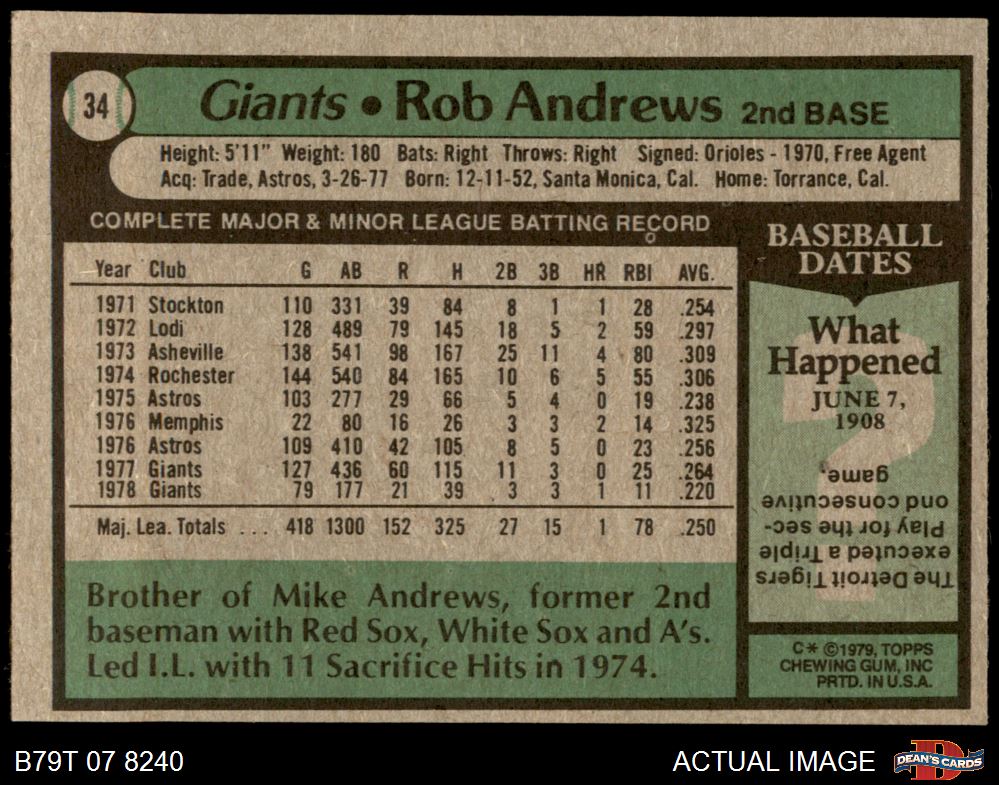 34
Giants • Rob Andrews 2nd BASE
Height: 5'11" Weight: 180 Bats: Right Throws: Right Signed: Orioles - 1970, Free Agent
Acq: Trade, Astros, 3-26-77 Born: 12-11-52, Santa Monica, Cal. Home: Torrance, Cal.
COMPLETE MAJOR & MINOR LEAGUE BATTING RECORD
Year Club G AB R H 2B 3B HR RBI AVG.
1971 Stockton 110 331 39 84 8 1 1 28 .254
1972 Lodi 128 489 79 145 18 5 2 59 .297
1973 Asheville 138 541 98 167 25 11 4 80 .309
1974 Rochester 144 540 84 165 10 6 5 55 .306
1975 Astros 103 277 29 66 5 4 0 19 .238
1976 Memphis 22 80 16 26 3 3 2 14 .325
1976 Astros 109 410 42 105 8 5 0 23 .256
1977 Giants 127 436 60 115 11 3 0 25 .264
1978 Giants 79 177 21 39 3 3 1 11 .220
Maj. Lea. Totals ... 418 1300 152 325 27 15 1 78 .250
Brother of Mike Andrews, former 2nd
baseman with Red Sox, White Sox and A's.
Led I.L. with 11 Sacrifice Hits in 1974.
BASEBALL
DATES
What
Happened
JUNE 7,
1908
The Detroit Tigers
executed a Triple
Play for the sec-
ond consecutive
game.
C* ©1979, TOPPS
CHEWING GUM, INC
PRTD. IN U.S.A.
B79T 07 8240
ACTUAL IMAGE
D
DEAN'S CARDS